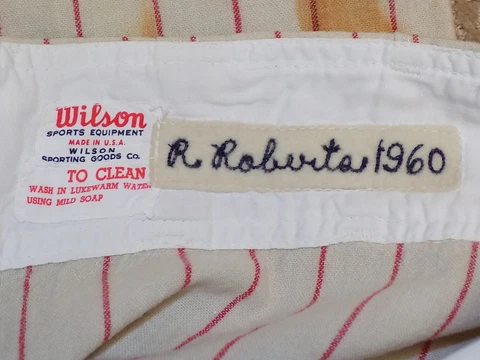 Wilson
SPORTS EQUIPMENT
MADE IN U.S.A.
WILSON
SPORTING GOODS CO.
TO CLEAN
WASH IN LUKEWARM WATER
USING MILD SOAP
R Roberts 1960